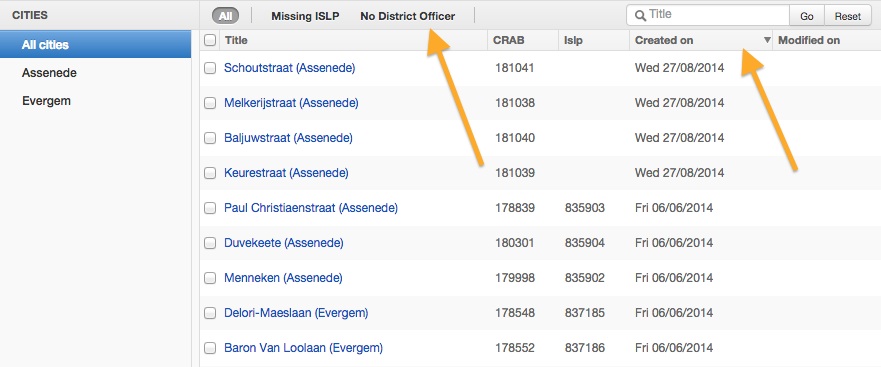 CITIES
All cities
Assenede
Evergem
All Missing ISLP No District Officer Title Go Reset
Title CRAB Islp Created on Modified on
Schoutstraat (Assenede) 181041 Wed 27/08/2014
Melkerijstraat (Assenede) 181038 Wed 27/08/2014
Baljuwstraat (Assenede) 181040 Wed 27/08/2014
Keurestraat (Assenede) 181039 Wed 27/08/2014
Paul Christiaenstraat (Assenede) 178839 835903 Fri 06/06/2014
Duvekeete (Assenede) 180301 835904 Fri 06/06/2014
Menneken (Assenede) 179998 835902 Fri 06/06/2014
Delori-Maeslaan (Evergem) 178548 837185 Fri 06/06/2014
Baron Van Loolaan (Evergem) 178552 837186 Fri 06/06/2014